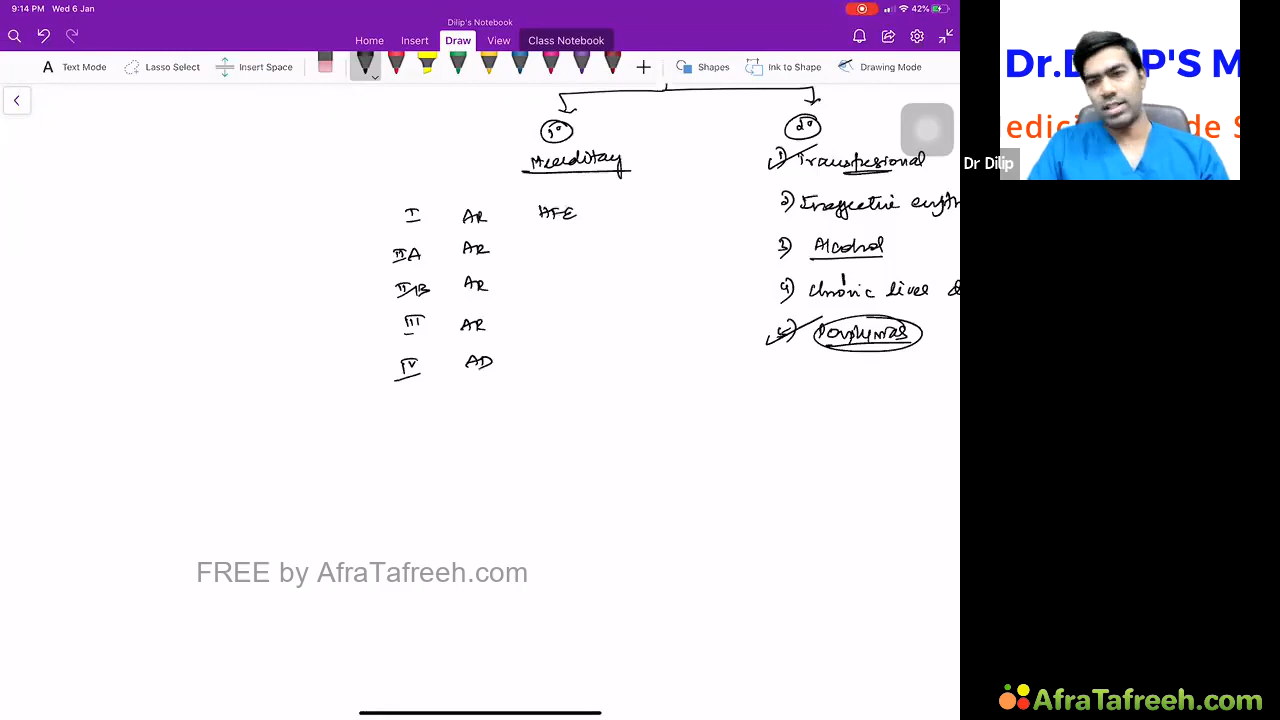 9:14 PM Wed 6 Jan
42%
Dilip's Notebook
Home Insert Draw View Class Notebook
Text Mode Lasso Select Insert Space Shapes Ink to Shape Drawing Mode
Dr.D P'S M
edici de S
Dr Dilip
1° 2°
Hereditary
1) Transfusional
2) Ineffective
3) Alcohol
4) Chronic liver d
5) Porphyrias
I AR HFE
IIA AR
IIB AR
III AR
IV AD
FREE by AfraTafreeh.com
AfraTafreeh.com